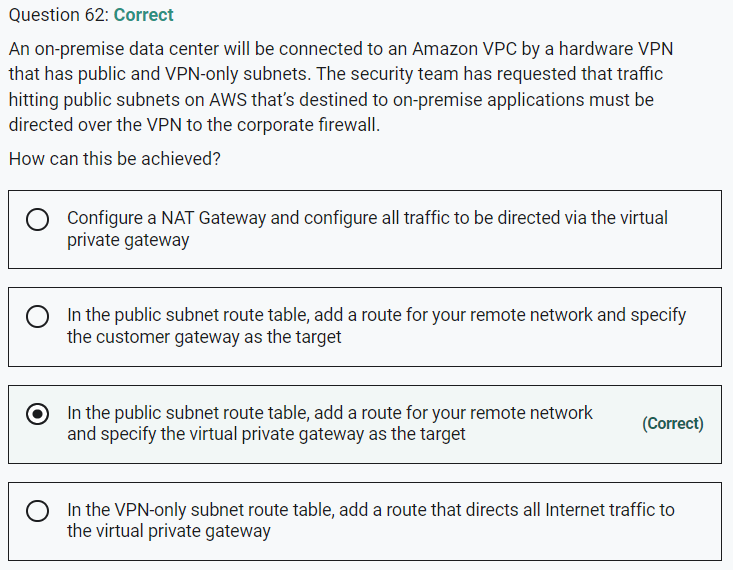 Question 62: Correct
An on-premise data center will be connected to an Amazon VPC by a hardware VPN
that has public and VPN-only subnets. The security team has requested that traffic
hitting public subnets on AWS that’s destined to on-premise applications must be
directed over the VPN to the corporate firewall.
How can this be achieved?
Configure a NAT Gateway and configure all traffic to be directed via the virtual
private gateway
In the public subnet route table, add a route for your remote network and specify
the customer gateway as the target
In the public subnet route table, add a route for your remote network
and specify the virtual private gateway as the target
(Correct)
In the VPN-only subnet route table, add a route that directs all Internet traffic to
the virtual private gateway